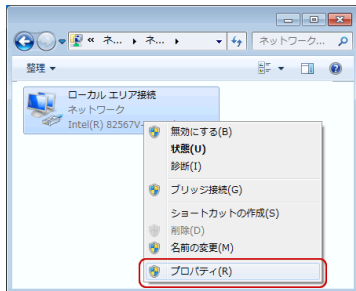 « ネ... ▸ ネ... ▸
ネットワーク...
整理 ▼
ローカル エリア接続
ネットワーク
Intel(R) 82567V-
無効にする(B)
状態(U)
診断(I)
ブリッジ接続(G)
ショートカットの作成(S)
削除(D)
名前の変更(M)
プロパティ(R)